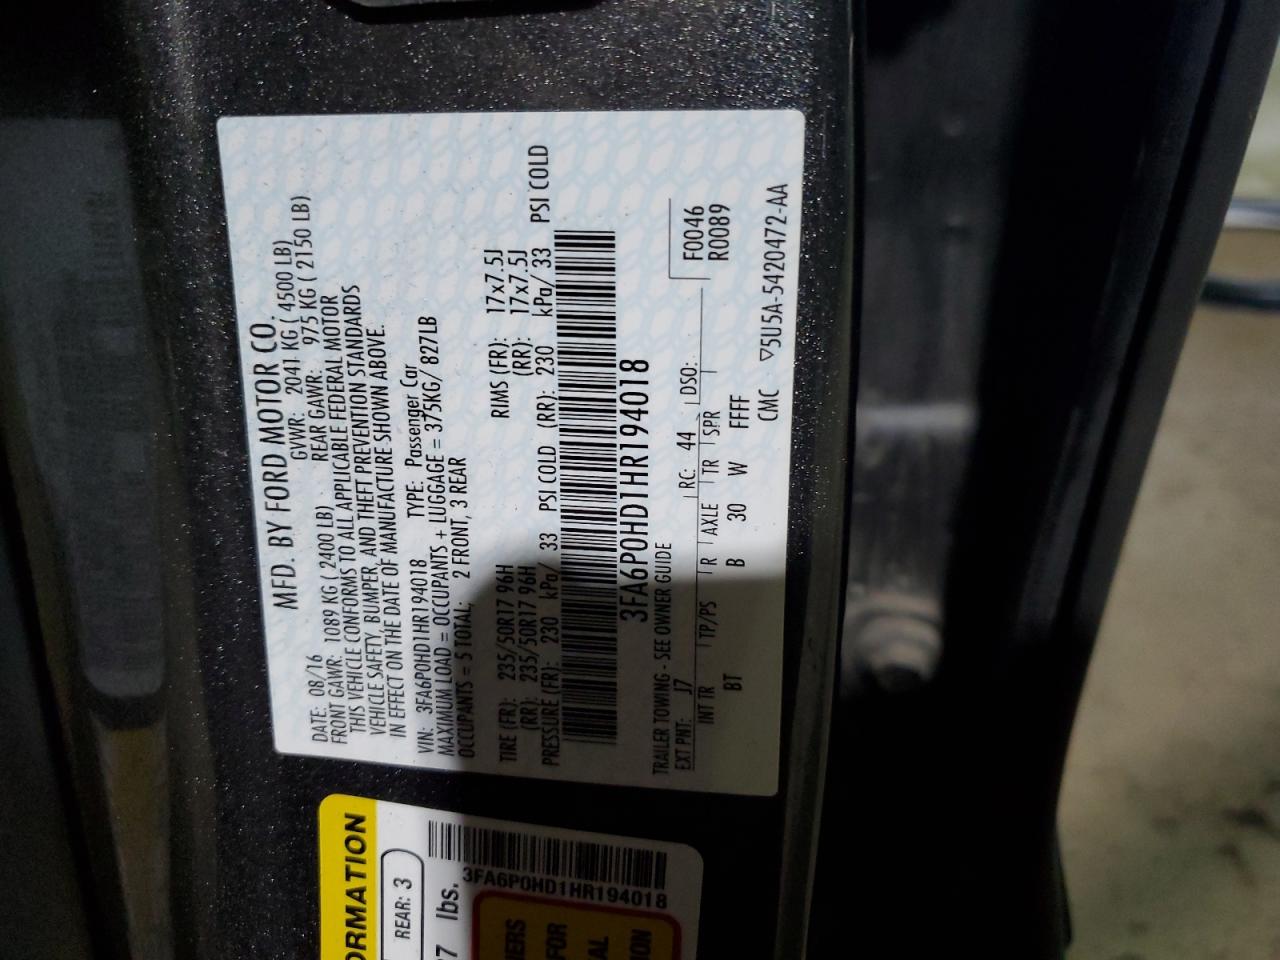 MFD. BY FORD MOTOR CO.
DATE: 08/16 GVWR: 2041 KG ( 4500 LB)
FRONT GAWR: 1089 KG ( 2400 LB) REAR GAWR: 975 KG ( 2150 LB)
THIS VEHICLE CONFORMS TO ALL APPLICABLE FEDERAL MOTOR
VEHICLE SAFETY, BUMPER, AND THEFT PREVENTION STANDARDS
IN EFFECT ON THE DATE OF MANUFACTURE SHOWN ABOVE.
VIN: 3FA6P0HD1HR194018 TYPE: Passenger Car
MAXIMUM LOAD = OCCUPANTS + LUGGAGE = 375KG/ 827LB
OCCUPANTS = 5 TOTAL; 2 FRONT, 3 REAR
TIRE (FR): 235/50R17 96H RIMS (FR): 17x7.5J
(RR): 235/50R17 96H (RR): 17x7.5J
PRESSURE (FR): 230 kPa/ 33 PSI COLD (RR): 230 kPa/ 33 PSI COLD
3FA6P0HD1HR194018
TRAILER TOWING - SEE OWNER GUIDE
F0046
R0089
EXT PNT: J7 RC: 44 DSO:
INT TR TP/PS R AXLE TR SPR
BT B 30 W FFFF
CMC ▽5U5A-5420472-AA
ORMATION
REAR: 3
7 lbs.
3FA6P0HD1HR194018
NERS
FOR
AL
ION